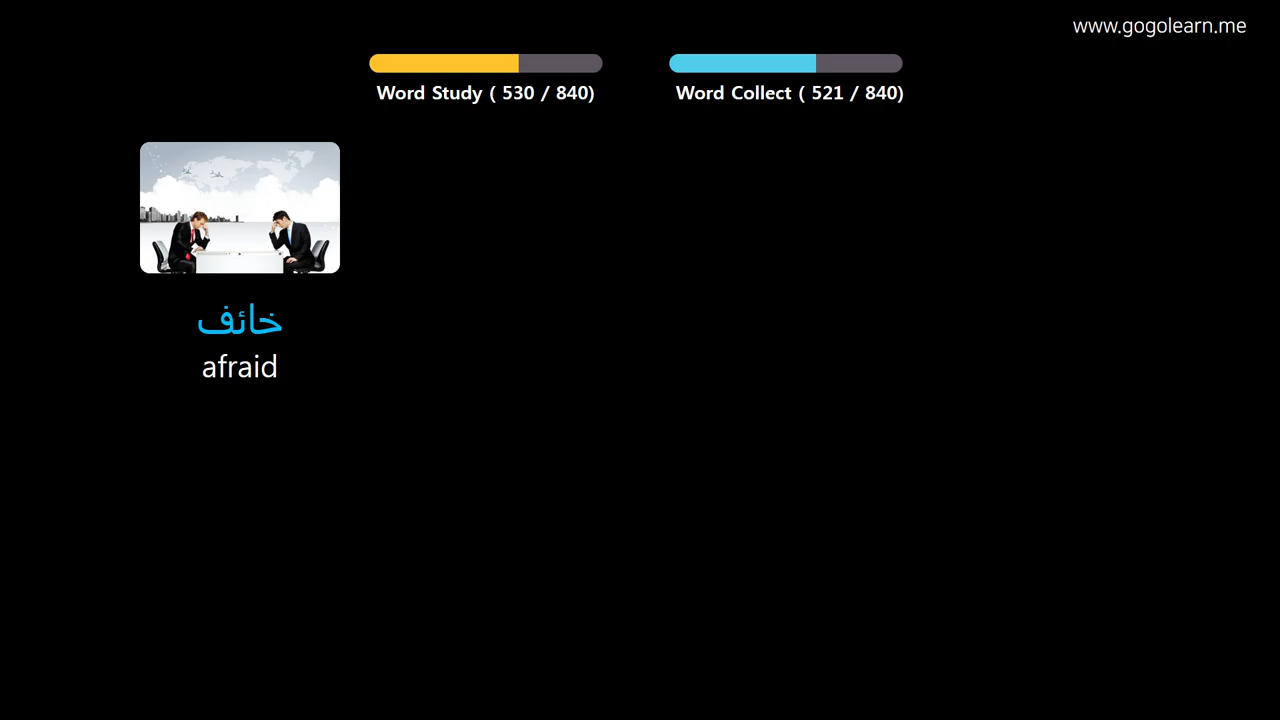 www.gogolearn.me
Word Study ( 530 / 840)
Word Collect ( 521 / 840)
خائف
afraid